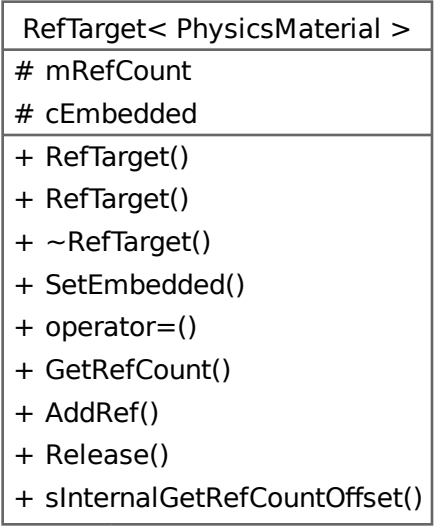 RefTarget< PhysicsMaterial >
# mRefCount
# cEmbedded
+ RefTarget()
+ RefTarget()
+ ~RefTarget()
+ SetEmbedded()
+ operator=()
+ GetRefCount()
+ AddRef()
+ Release()
+ sInternalGetRefCountOffset()